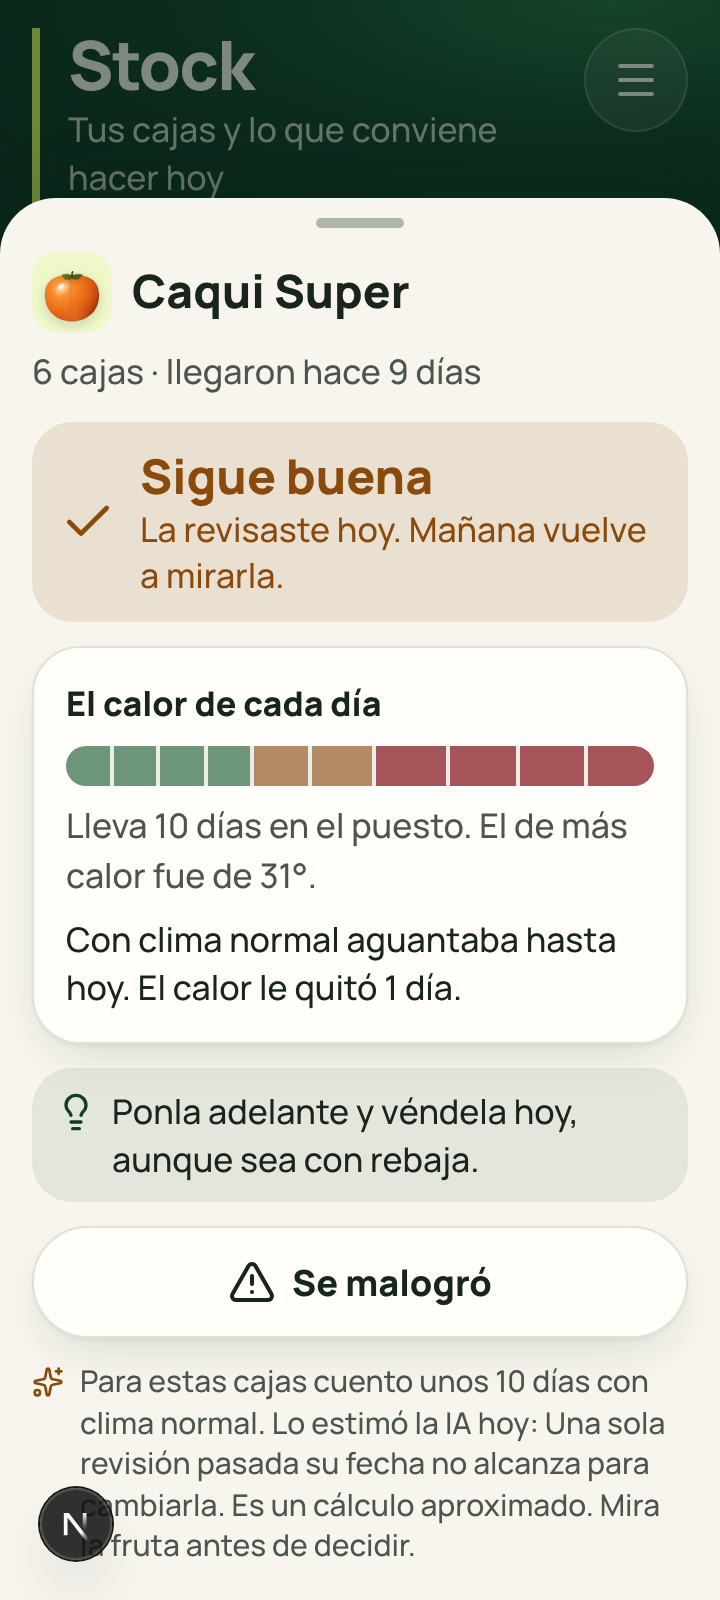 Stock
Tus cajas y lo que conviene
hacer hoy
Caqui Super
6 cajas · llegaron hace 9 días
Sigue buena
La revisaste hoy. Mañana vuelve
a mirarla.
El calor de cada día
Lleva 10 días en el puesto. El de más
calor fue de 31°.
Con clima normal aguantaba hasta
hoy. El calor le quitó 1 día.
Ponla adelante y véndela hoy,
aunque sea con rebaja.
Se malogró
Para estas cajas cuento unos 10 días con
clima normal. Lo estimó la IA hoy: Una sola
revisión pasada su fecha no alcanza para
cambiarla. Es un cálculo aproximado. Mira
la fruta antes de decidir.
N